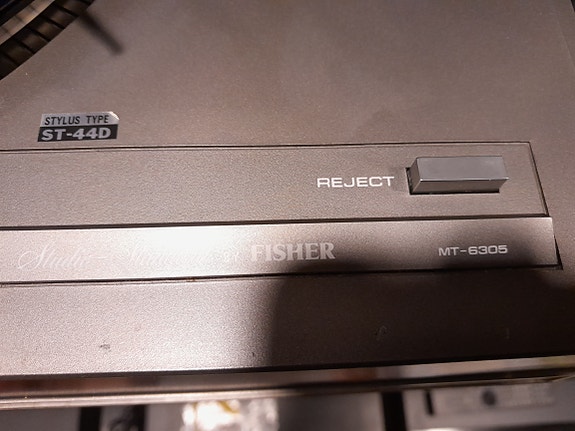 STYLUS TYPE
ST-44D
REJECT
Studio-Standard FISHER
MT-6305